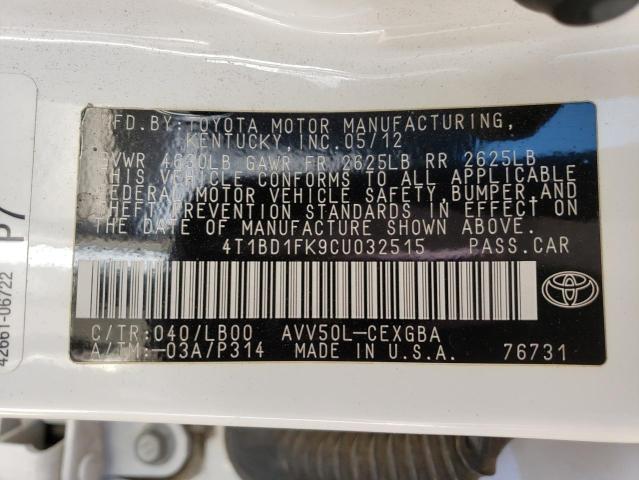 MFD. BY: TOYOTA MOTOR MANUFACTURING,
KENTUCKY, INC. 05/12
GVWR 4630LB GAWR FR 2625LB RR 2625LB
THIS VEHICLE CONFORMS TO ALL APPLICABLE
FEDERAL MOTOR VEHICLE SAFETY, BUMPER, AND
THEFT PREVENTION STANDARDS IN EFFECT ON
THE DATE OF MANUFACTURE SHOWN ABOVE.
4T1BD1FK9CU032515 PASS.CAR
C/TR: 040/LB00 AVV50L-CEXGBA
A/TM: -03A/P314 MADE IN U.S.A. 76731
42661-06722